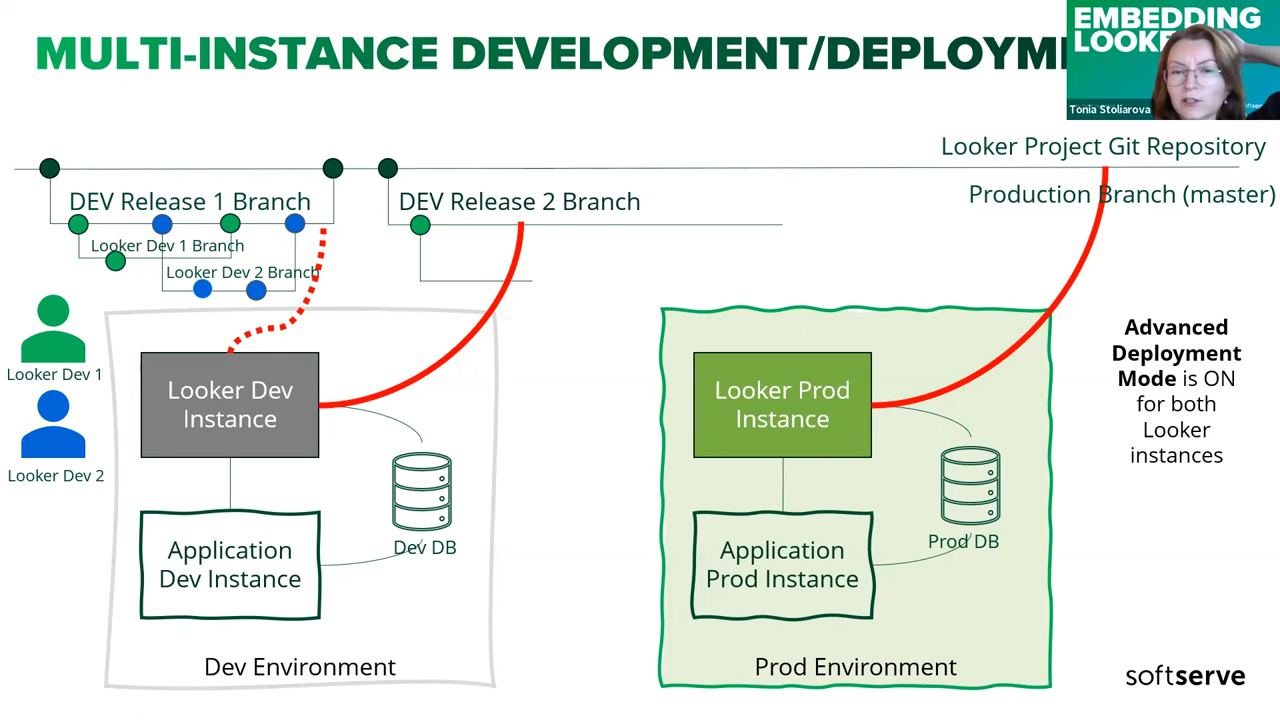 MULTI-INSTANCE DEVELOPMENT/DEPLOYM
EMBEDDING
LOOKE
Tonia Stoliarova
Looker Project Git Repository
Production Branch (master)
DEV Release 1 Branch
DEV Release 2 Branch
Looker Dev 1 Branch
Looker Dev 2 Branch
Looker Dev 1
Looker Dev 2
Looker Dev
Instance
Dev DB
Application
Dev Instance
Dev Environment
Looker Prod
Instance
Prod DB
Application
Prod Instance
Prod Environment
Advanced
Deployment
Mode is ON
for both
Looker
instances
softserve